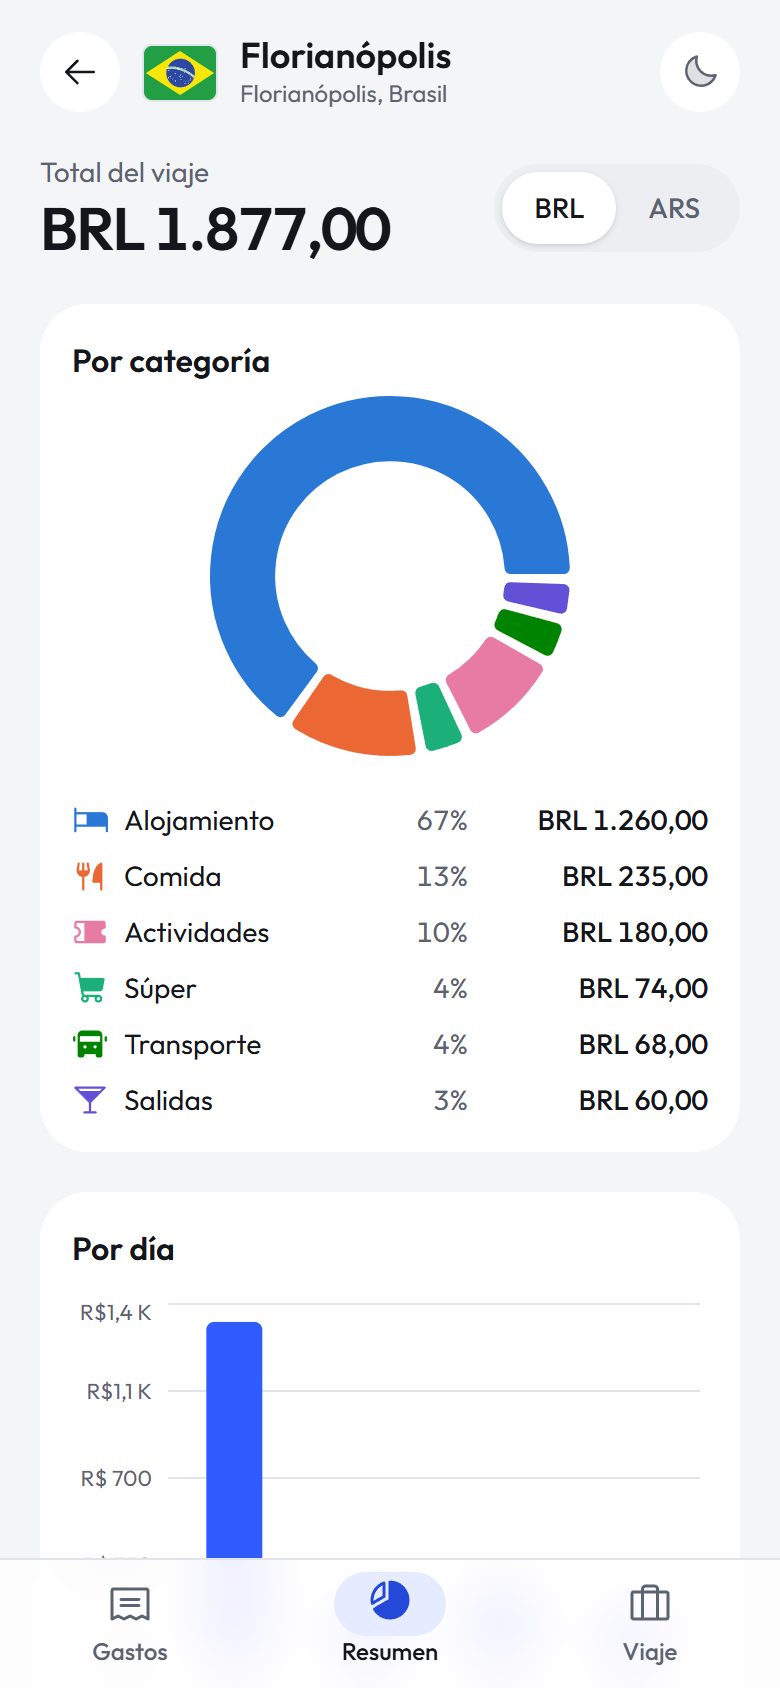 Florianópolis
Florianópolis, Brasil
Total del viaje
BRL 1.877,00
BRL ARS
Por categoría
Alojamiento 67% BRL 1.260,00
Comida 13% BRL 235,00
Actividades 10% BRL 180,00
Súper 4% BRL 74,00
Transporte 4% BRL 68,00
Salidas 3% BRL 60,00
Por día
R$1,4 K
R$1,1 K
R$ 700
Gastos Resumen Viaje